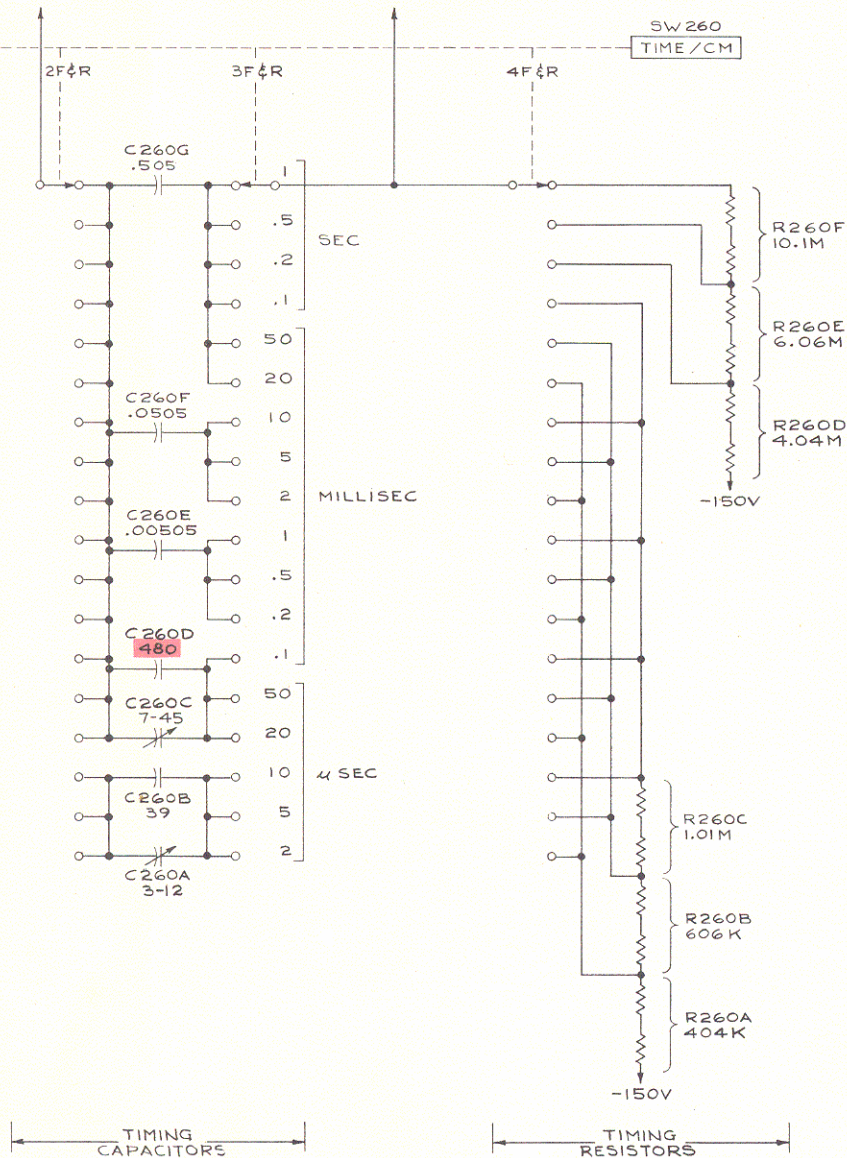 SW260
TIME/CM
2F&R
3F&R
4F&R
C260G
.505
1
.5
SEC
.2
.1
50
20
C260F
.0505
10
5
2
MILLISEC
C260E
.00505
1
.5
.2
C260D
480
.1
C260C
7-45
50
20
10
µ SEC
C260B
39
5
2
C260A
3-12
R260F
10.1M
R260E
6.06M
R260D
4.04M
-150V
R260C
1.01M
R260B
606K
R260A
404K
-150V
TIMING
CAPACITORS
TIMING
RESISTORS